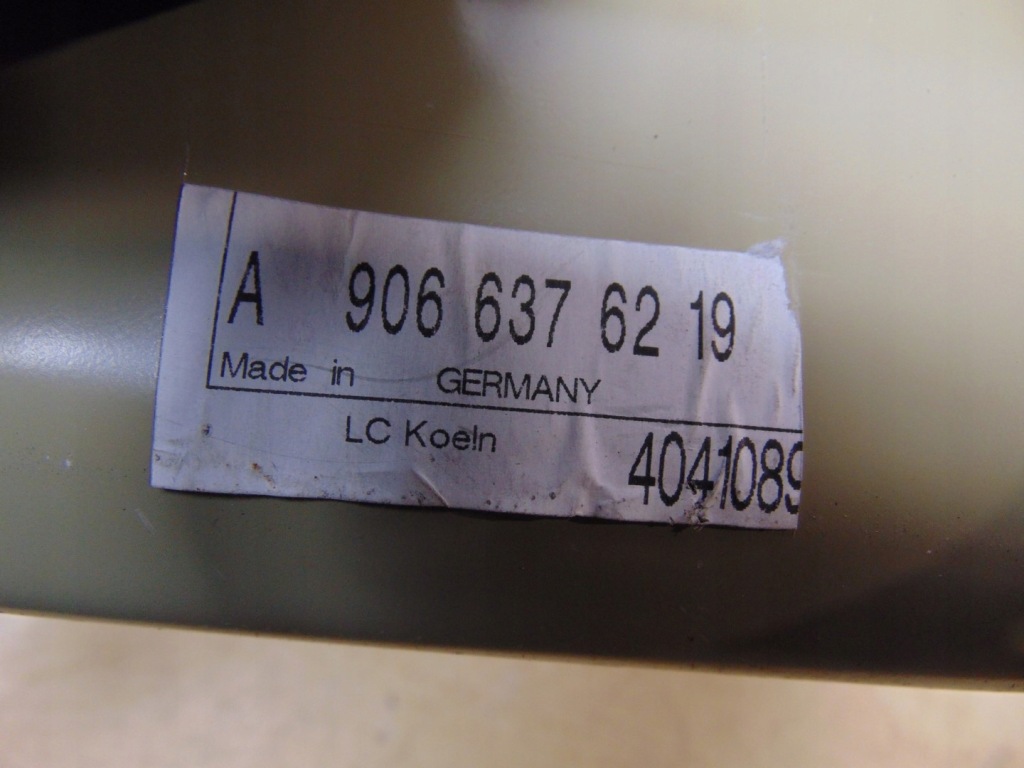 A 906 637 62 19
Made in GERMANY
LC Koeln
4041089